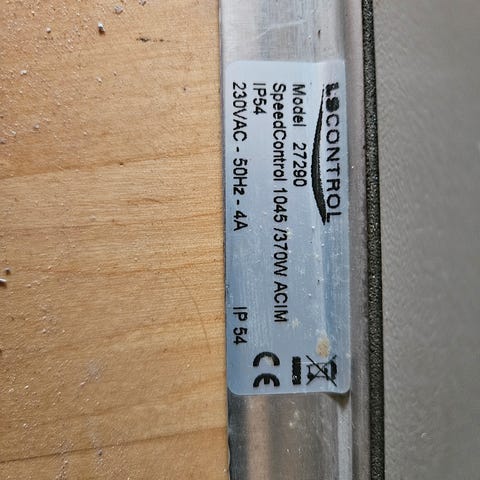 LSCONTROL
Model 27290
SpeedControl 1045 /370W ACIM
IP54
230VAC - 50Hz - 4A IP 54
CE